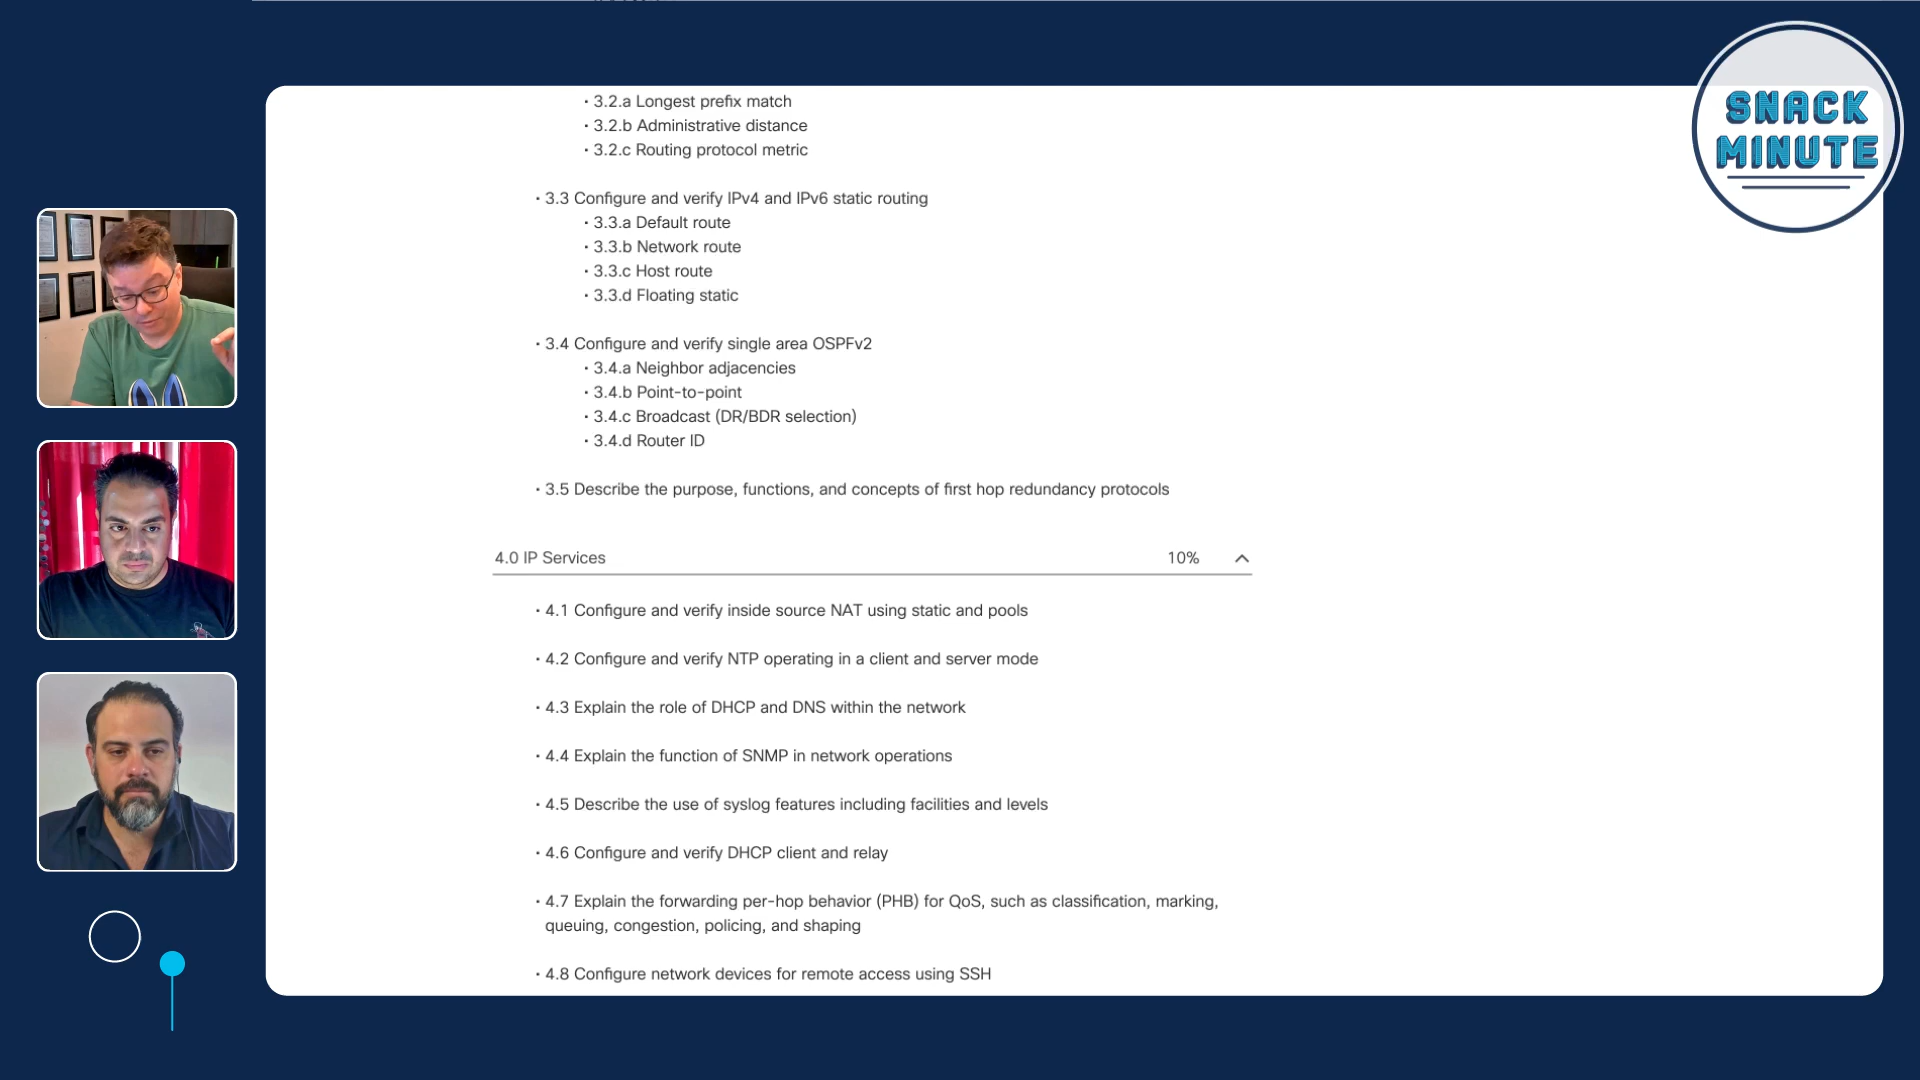 3.2.a Longest prefix match
3.2.b Administrative distance
3.2.c Routing protocol metric
3.3 Configure and verify IPv4 and IPv6 static routing
3.3.a Default route
3.3.b Network route
3.3.c Host route
3.3.d Floating static
3.4 Configure and verify single area OSPFv2
3.4.a Neighbor adjacencies
3.4.b Point-to-point
3.4.c Broadcast (DR/BDR selection)
3.4.d Router ID
3.5 Describe the purpose, functions, and concepts of first hop redundancy protocols
4.0 IP Services 10%
4.1 Configure and verify inside source NAT using static and pools
4.2 Configure and verify NTP operating in a client and server mode
4.3 Explain the role of DHCP and DNS within the network
4.4 Explain the function of SNMP in network operations
4.5 Describe the use of syslog features including facilities and levels
4.6 Configure and verify DHCP client and relay
4.7 Explain the forwarding per-hop behavior (PHB) for QoS, such as classification, marking,
queuing, congestion, policing, and shaping
4.8 Configure network devices for remote access using SSH
SNACK
MINUTE